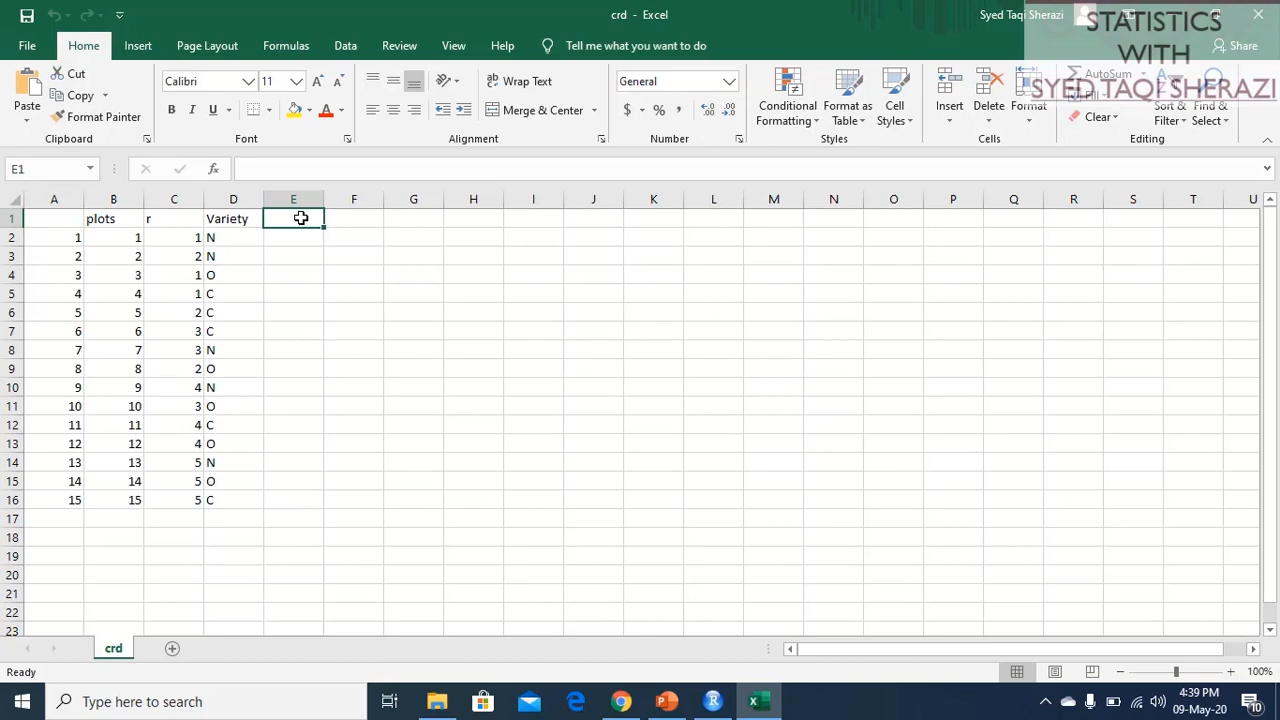 crd - Excel
Syed Taqi Sherazi
STATISTICS
WITH
SYED TAQI SHERAZI
File Home Insert Page Layout Formulas Data Review View Help Tell me what you want to do Share
Paste
Cut
Copy
Format Painter
Clipboard
Calibri 11
B I U
Font
Wrap Text
Merge & Center
Alignment
General
$ % ,
Number
Conditional Formatting
Format as Table
Cell Styles
Styles
Insert
Delete
Format
Cells
AutoSum
Fill
Clear
Sort & Filter
Find & Select
Editing
E1 fx
A B C D E F G H I J K L M N O P Q R S T U
1 plots r Variety
2 1 1 1 N
3 2 2 2 N
4 3 3 1 O
5 4 4 1 C
6 5 5 2 C
7 6 6 3 C
8 7 7 3 N
9 8 8 2 O
10 9 9 4 N
11 10 10 3 O
12 11 11 4 C
13 12 12 4 O
14 13 13 5 N
15 14 14 5 O
16 15 15 5 C
17
18
19
20
21
22
23
crd
Ready
100%
Type here to search
4:39 PM
09-May-20
10